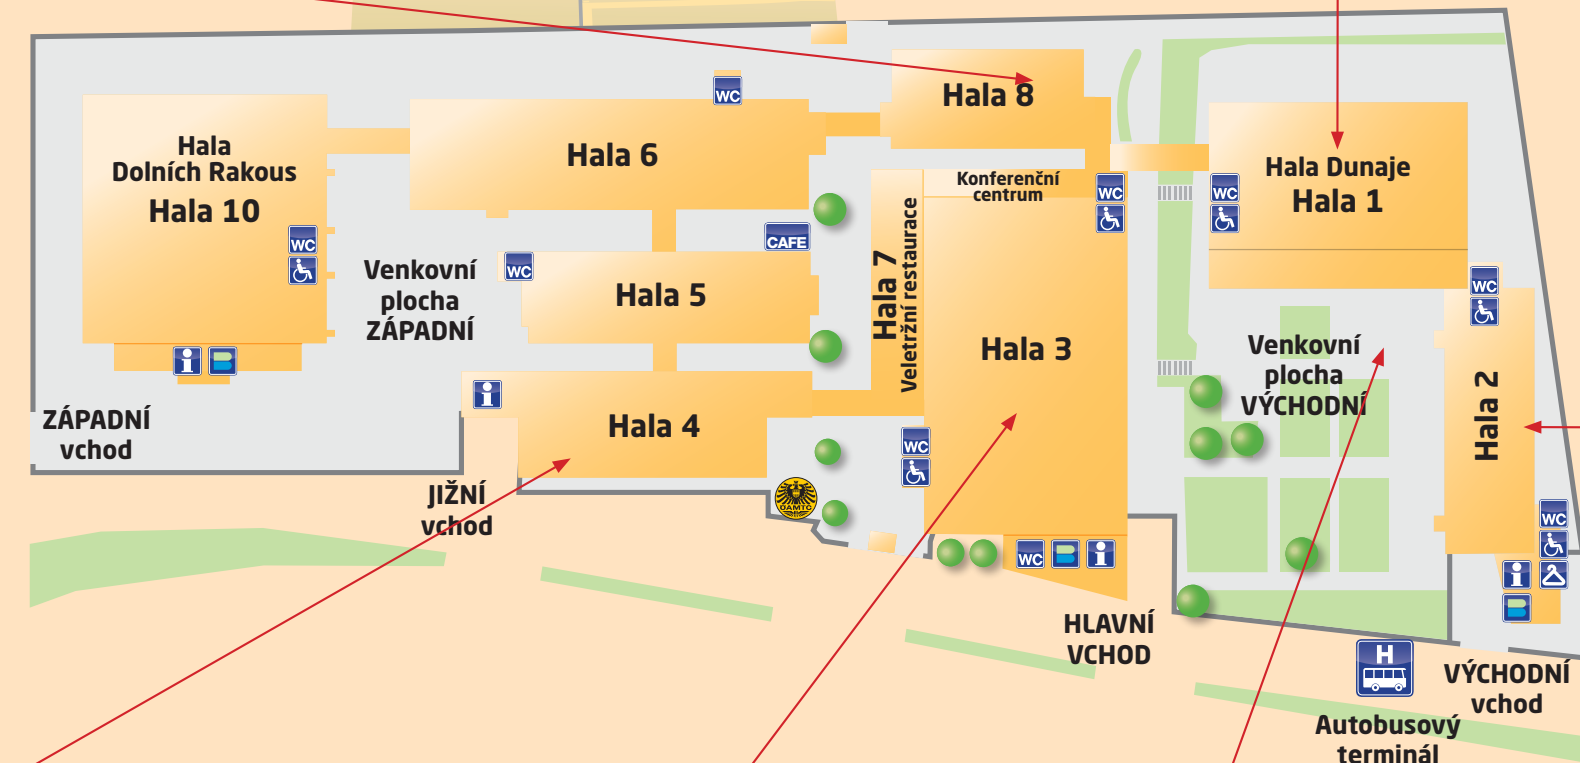 WC
Hala 8
Hala
Dolních Rakous
Hala 10
Hala 6
Hala Dunaje
Hala 1
Konferenční
centrum
WC
WC
WC
CAFE
WC
Venkovní
plocha
ZÁPADNÍ
Hala 5
Hala 7
Veletržní restaurace
Hala 3
WC
Venkovní
plocha
VÝCHODNÍ
Hala 2
i
B
i
ZÁPADNÍ
vchod
Hala 4
WC
JIŽNÍ
vchod
ÖAMTC
WC
B
i
WC
i
B
HLAVNÍ
VCHOD
H
VÝCHODNÍ
vchod
Autobusový
terminál